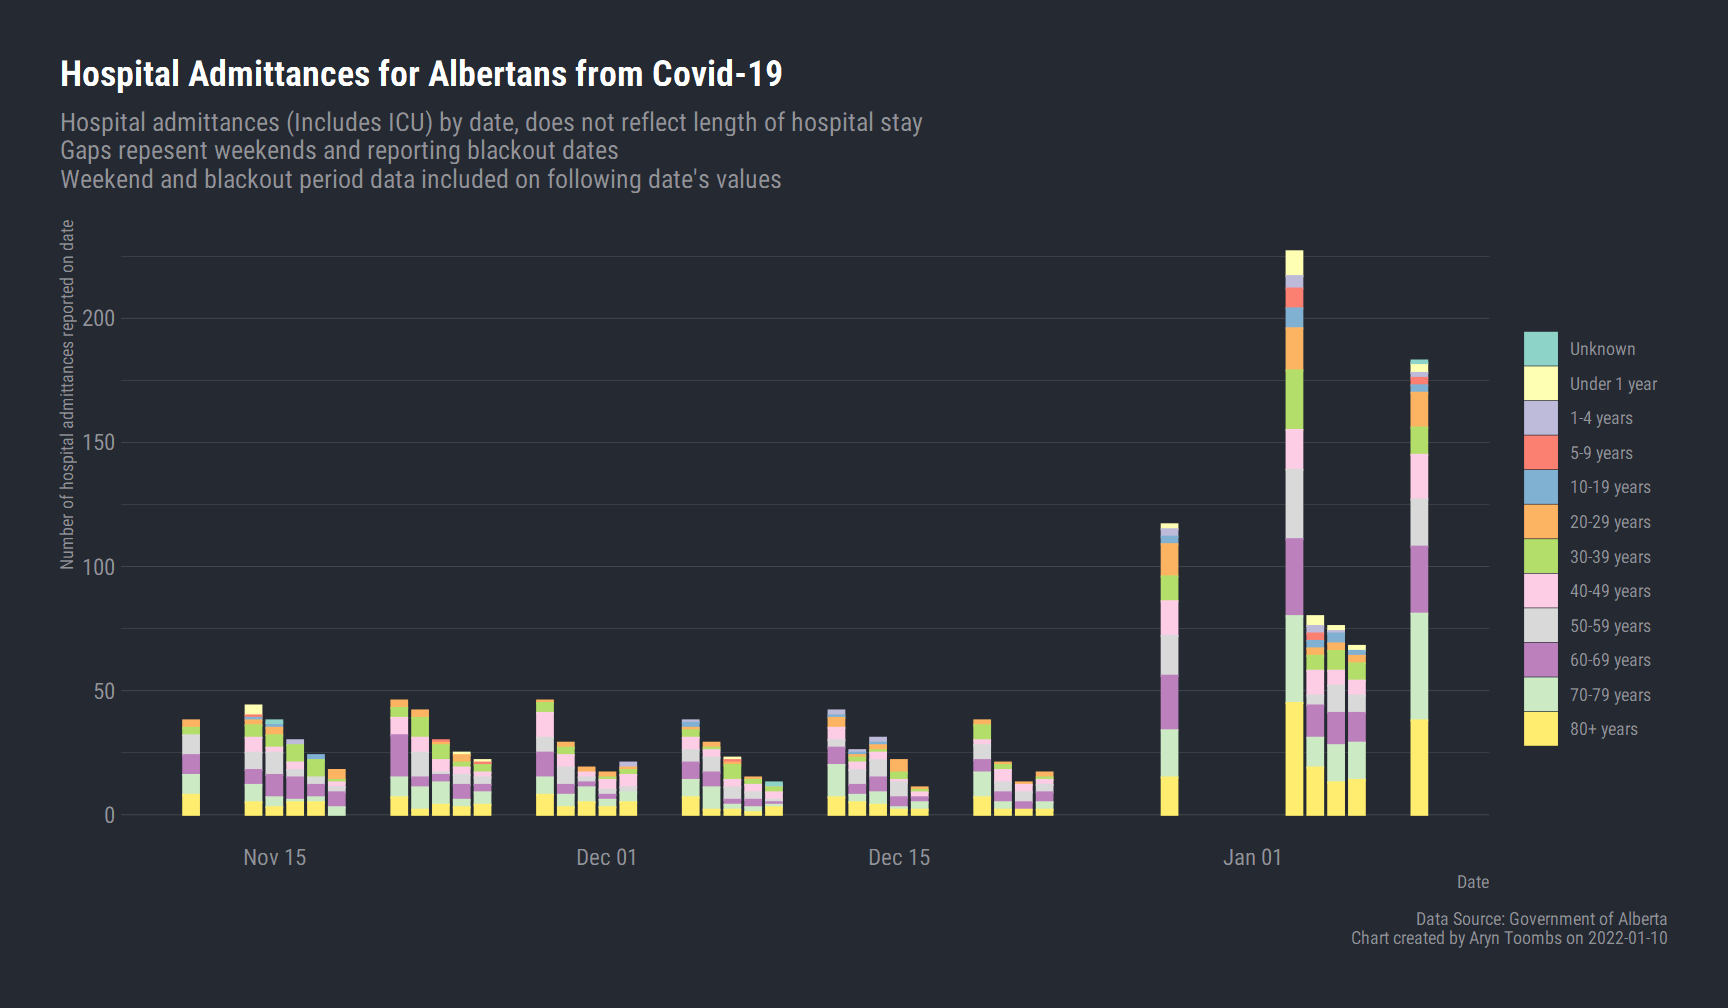 Hospital Admittances for Albertans from Covid-19
Hospital admittances (Includes ICU) by date, does not reflect length of hospital stay
Gaps repesent weekends and reporting blackout dates
Weekend and blackout period data included on following date's values
Number of hospital admittances reported on date
200
150
100
50
0
Nov 15
Dec 01
Dec 15
Jan 01
Date
Unknown
Under 1 year
1-4 years
5-9 years
10-19 years
20-29 years
30-39 years
40-49 years
50-59 years
60-69 years
70-79 years
80+ years
Data Source: Government of Alberta
Chart created by Aryn Toombs on 2022-01-10